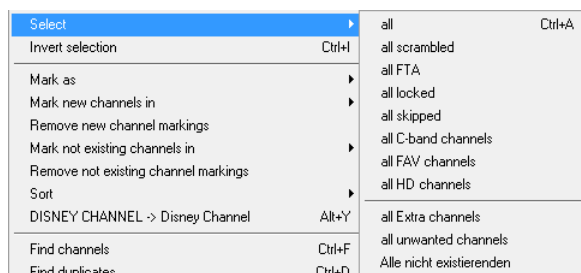 Select
Invert selection Ctrl+I
Mark as
Mark new channels in
Remove new channel markings
Mark not existing channels in
Remove not existing channel markings
Sort
DISNEY CHANNEL -> Disney Channel Alt+Y
Find channels Ctrl+F
Find duplicates Ctrl+D
all Ctrl+A
all scrambled
all FTA
all locked
all skipped
all C-band channels
all FAV channels
all HD channels
all Extra channels
all unwanted channels
Alle nicht existierenden